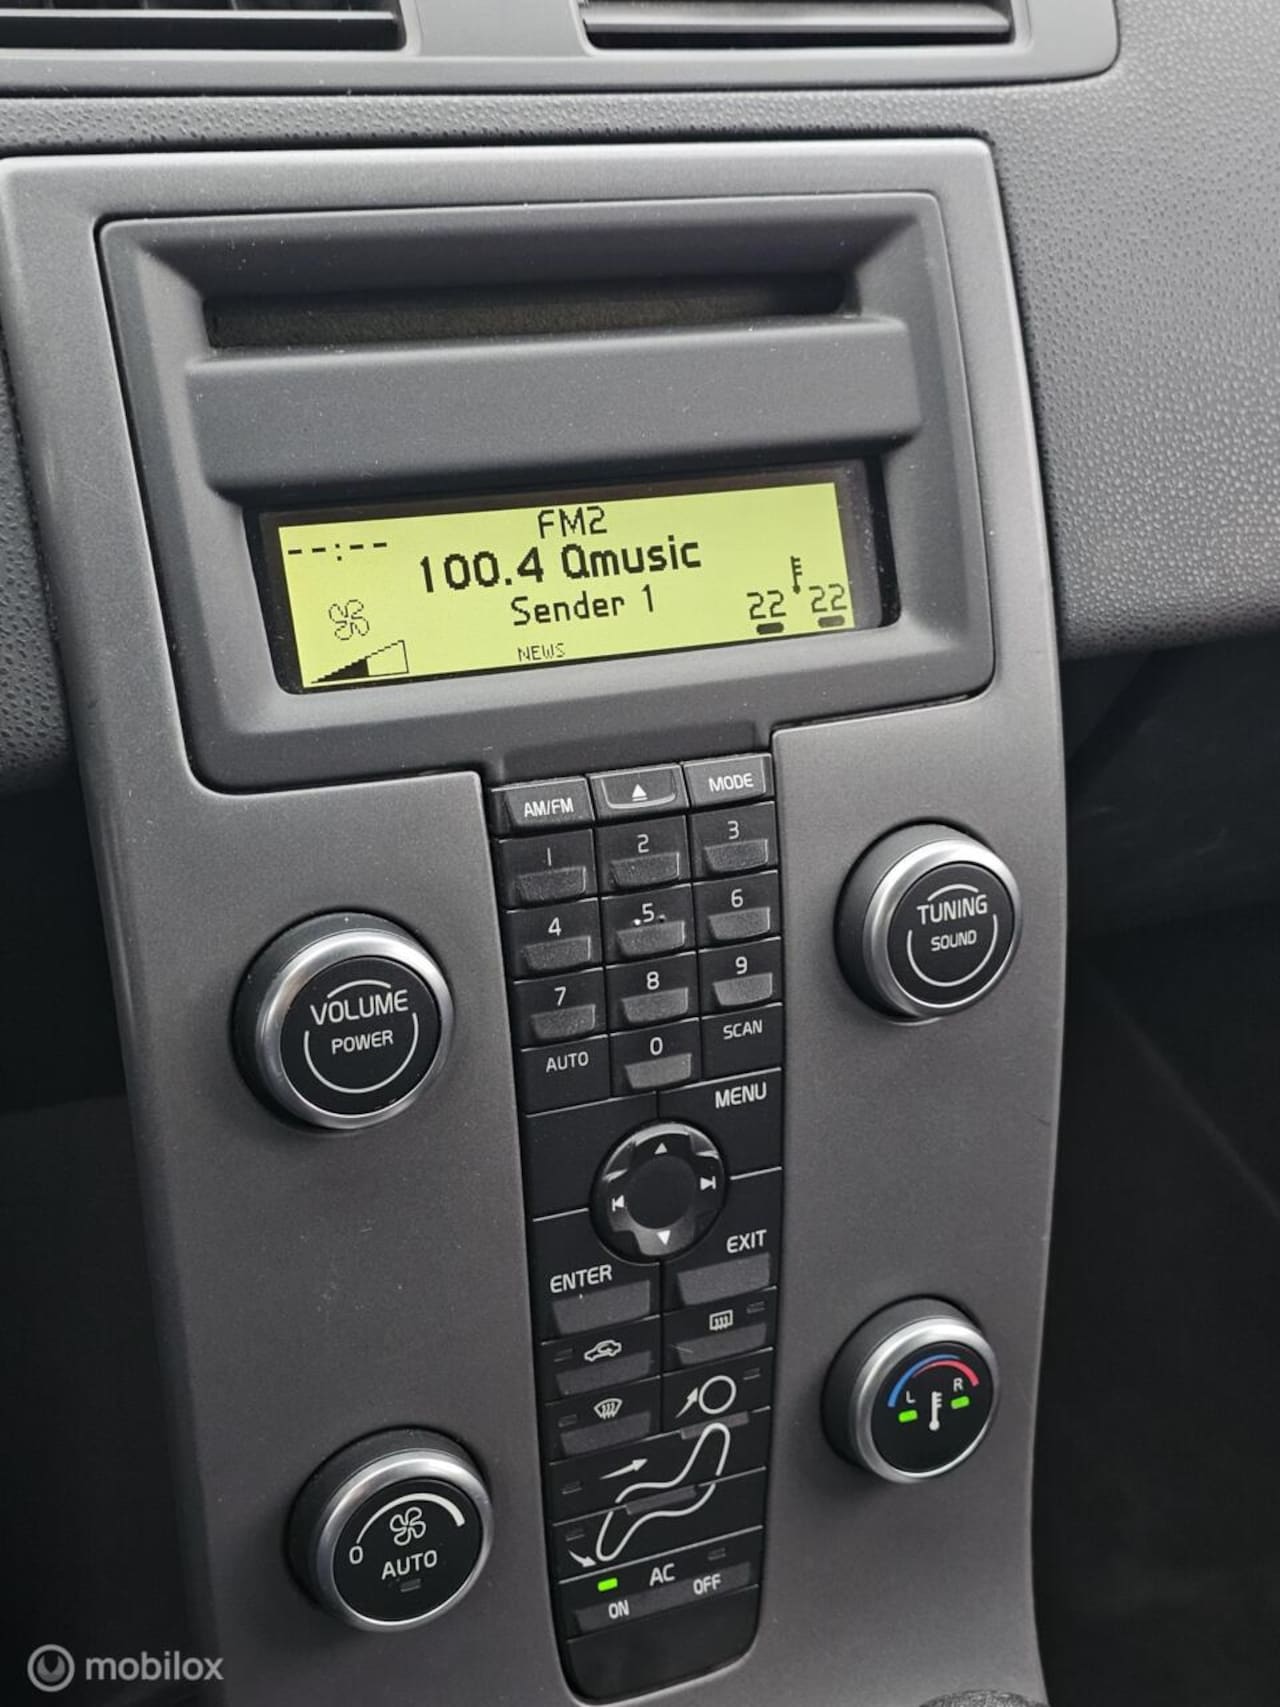 FM2
--:--
100.4 Qmusic
Sender 1
22 22
NEWS
AM/FM
MODE
1 2 3
4 5 6
7 8 9
AUTO 0 SCAN
VOLUME
POWER
TUNING
SOUND
MENU
ENTER
EXIT
L R
0
AUTO
AC
ON OFF
mobilox